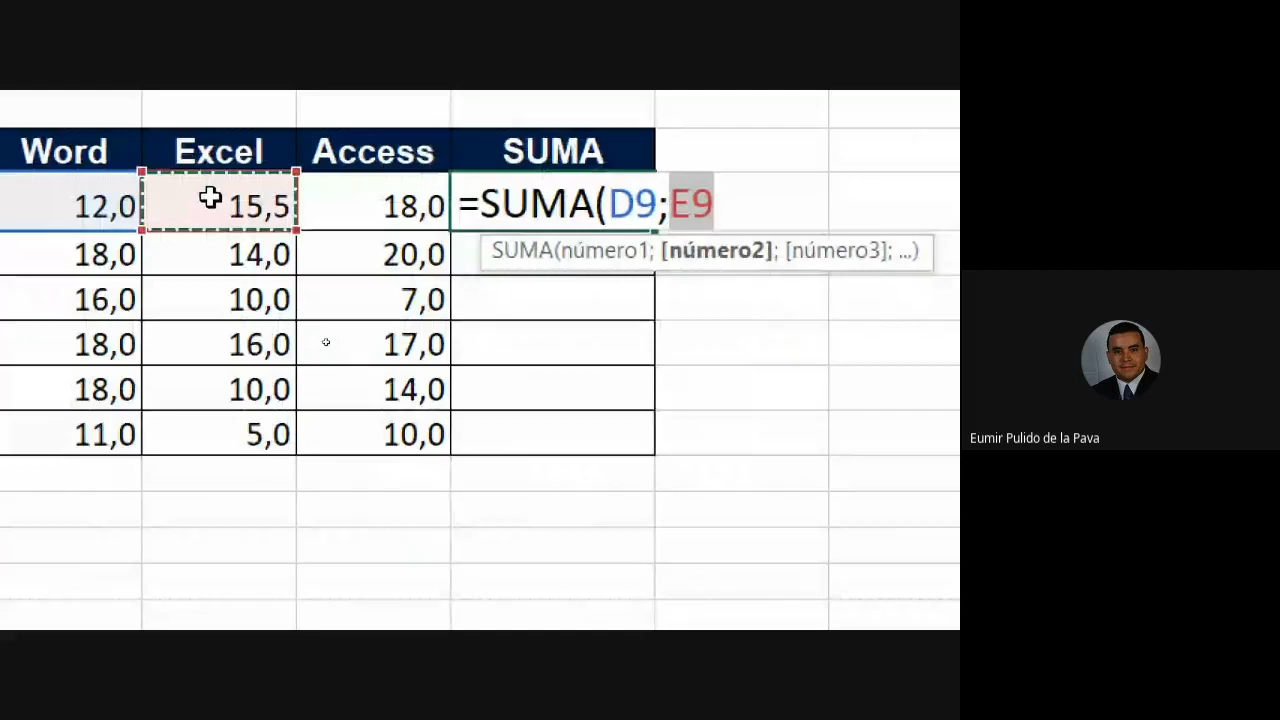 Word Excel Access SUMA
12,0 15,5 18,0 =SUMA(D9;E9
SUMA(número1; [número2]; [número3]; ...)
18,0 14,0 20,0
16,0 10,0 7,0
18,0 16,0 17,0
18,0 10,0 14,0
11,0 5,0 10,0
Eumir Pulido de la Pava